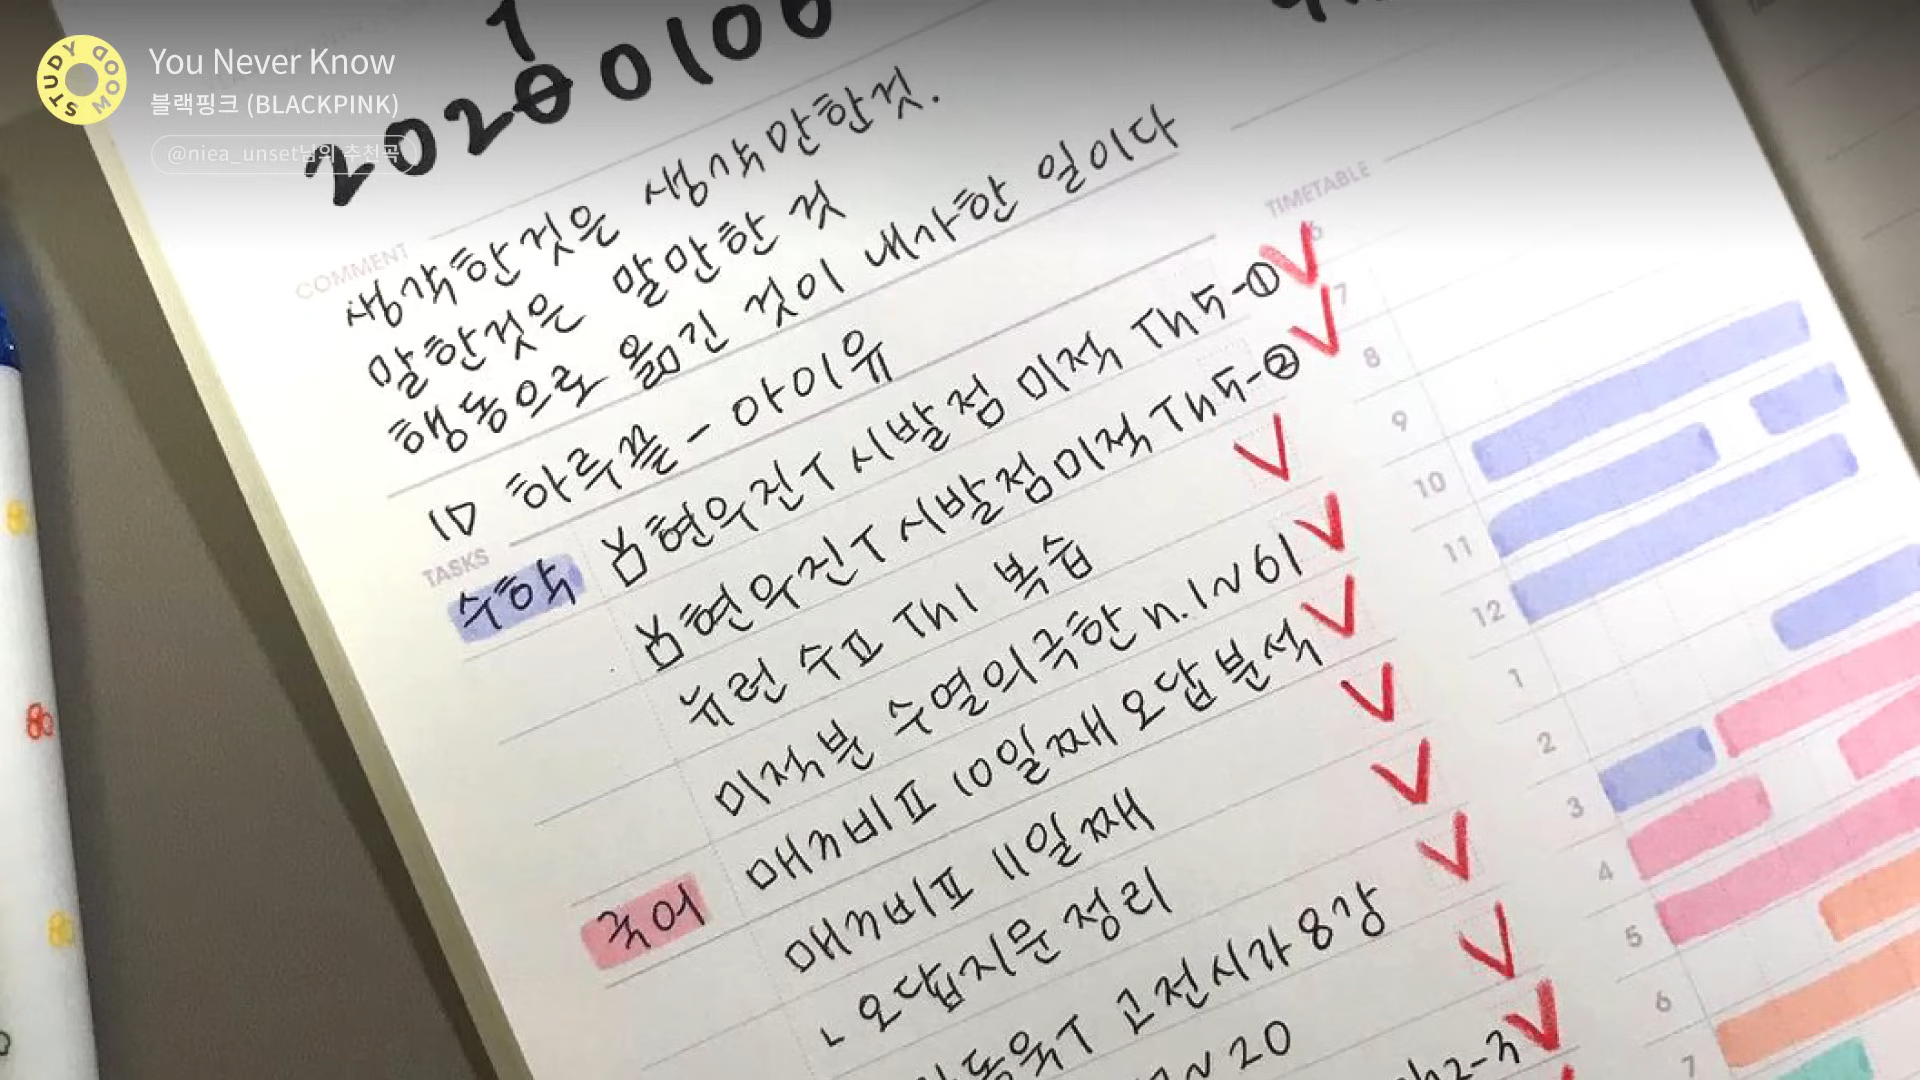 STUDY MOOD
You Never Know
블랙핑크 (BLACKPINK)
@niea_unset님의 추천곡
20210106
COMMENT
생각한것은 생각만한것.
말한것은 말만한 것
행동으로 옮긴 것이 내가한 일이다
하루끝 - 아이유
TASKS
수학 현우진T 시발점 미적 Th5-①
현우진T 시발점 미적 Th5-②
뉴런 수Ⅱ Th1 복습
미적분 수열의극한 n.1~61
국어 매3비Ⅱ 10일째 오답분석
매3비Ⅱ 11일째
ㄴ오답지문 정리
고전시가 8강
~20
2-3
TIMETABLE
6
7
8
9
10
11
12
1
2
3
4
5
6
7